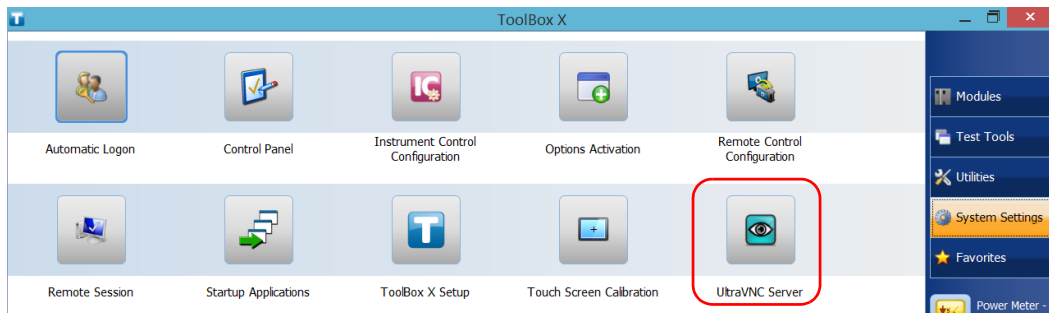 ToolBox X
Automatic Logon
Control Panel
Instrument Control
Configuration
Options Activation
Remote Control
Configuration
Remote Session
Startup Applications
ToolBox X Setup
Touch Screen Calibration
UltraVNC Server
Modules
Test Tools
Utilities
System Settings
Favorites
Power Meter -